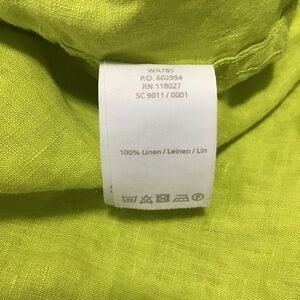 WA785
P.O. 602994
RN 118027
SC 9011 / 0001
100% Linen / Leinen / Lin